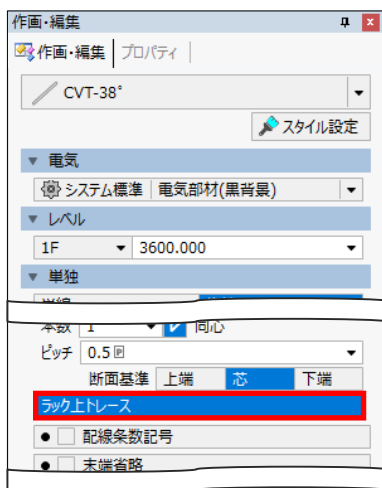 作画・編集
作画・編集 プロパティ
CVT-38°
スタイル設定
電気
システム標準 電気部材(黒背景)
レベル
1F 3600.000
単独
本数 1 同心
ピッチ 0.5
断面基準 上端 芯 下端
ラック上トレース
配線条数記号
末端省略